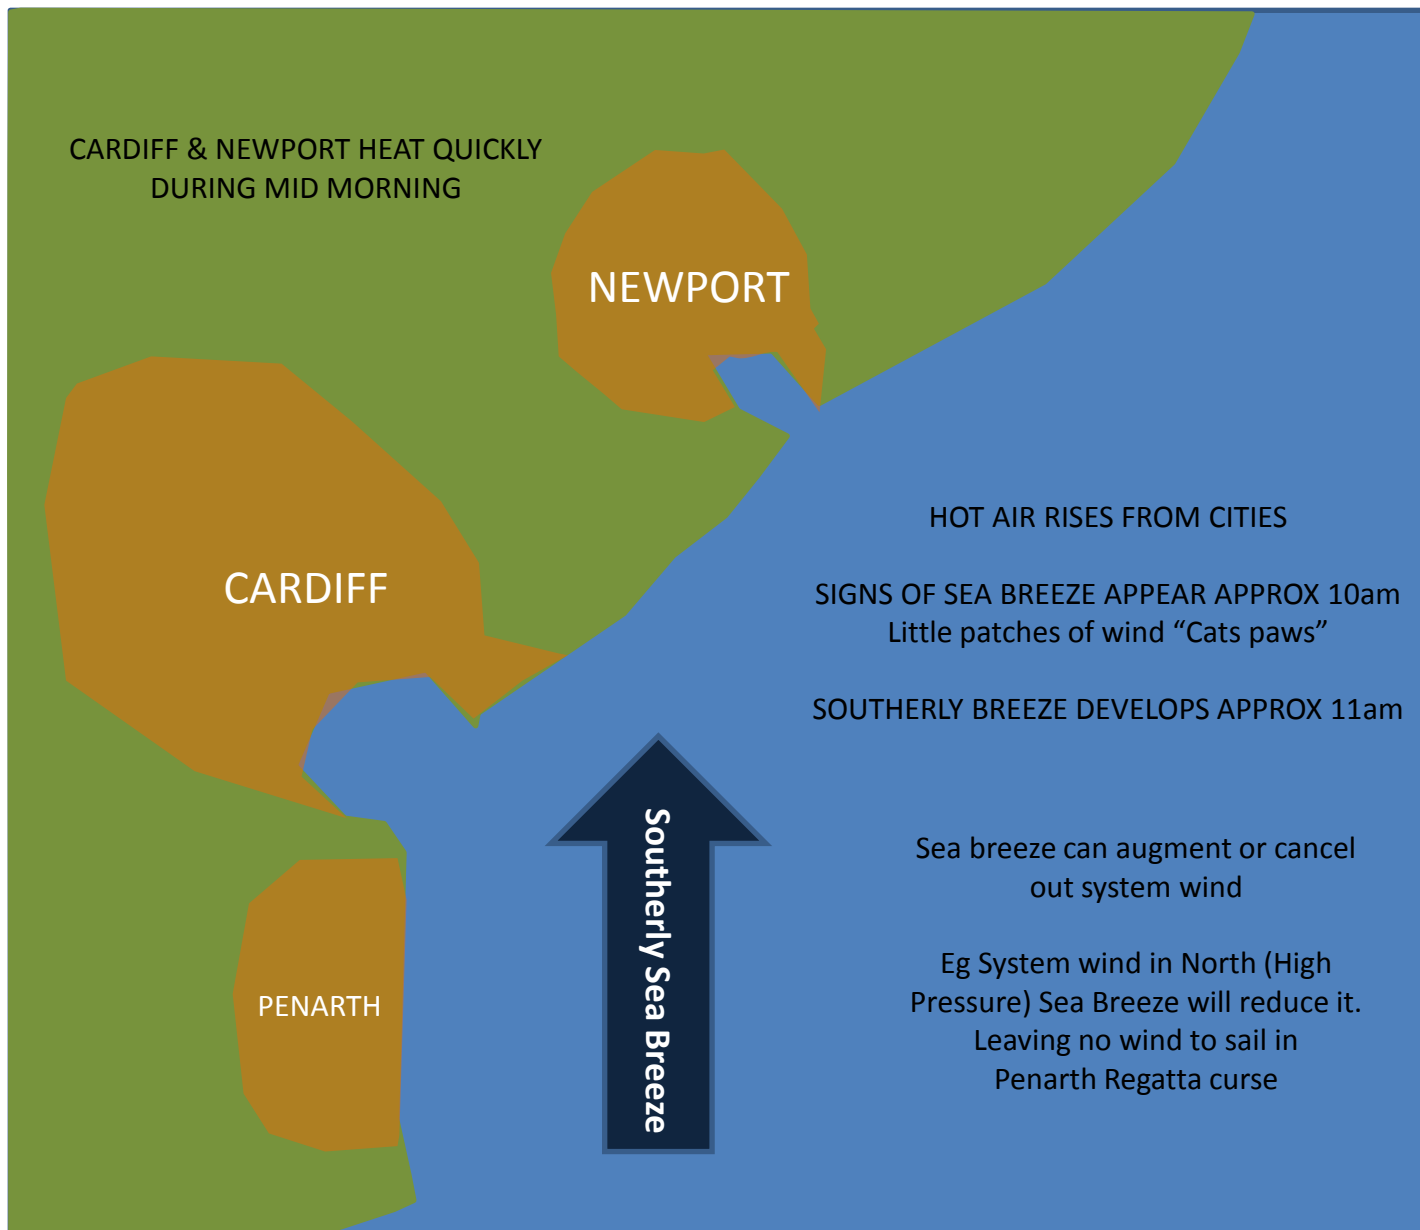 CARDIFF & NEWPORT HEAT QUICKLY
DURING MID MORNING
NEWPORT
HOT AIR RISES FROM CITIES
CARDIFF
SIGNS OF SEA BREEZE APPEAR APPROX 10am
Little patches of wind “Cats paws”
SOUTHERLY BREEZE DEVELOPS APPROX 11am
Southerly Sea Breeze
Sea breeze can augment or cancel
out system wind
Eg System wind in North (High
Pressure) Sea Breeze will reduce it.
Leaving no wind to sail in
Penarth Regatta curse
PENARTH